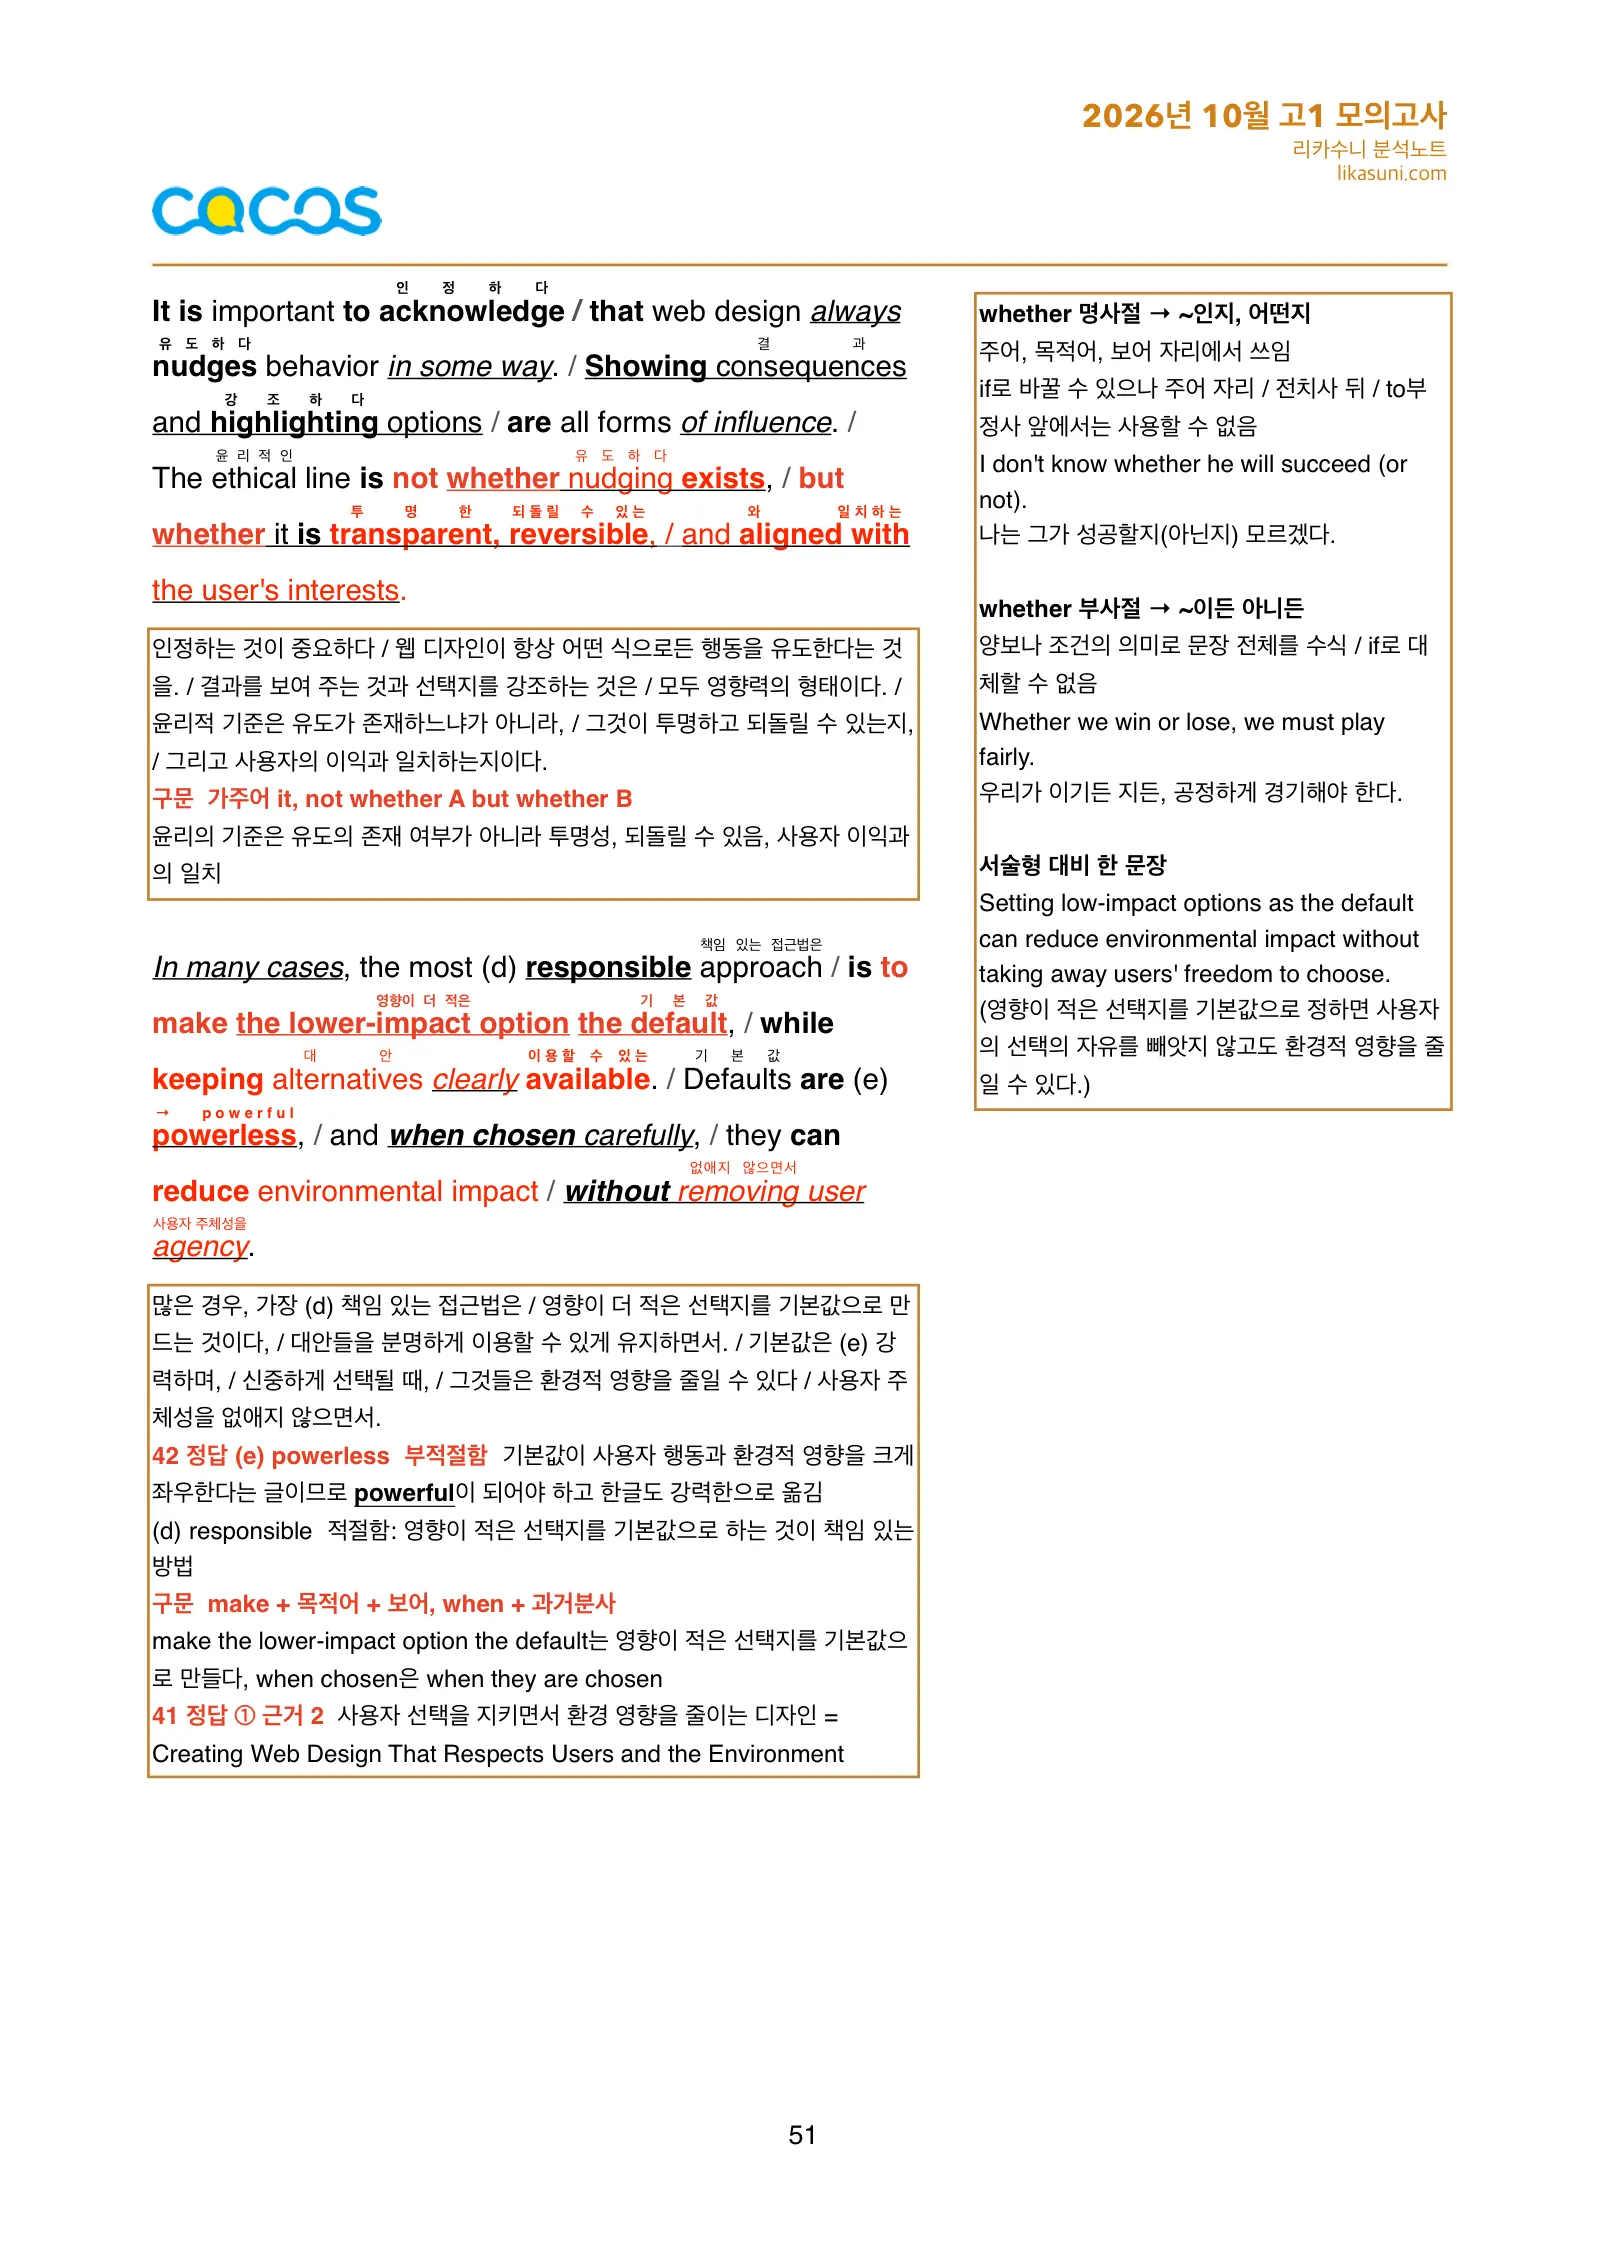 2026년 10월 고1 모의고사
리카수니 분석노트
likasuni.com
cocos
인 정 하 다
It is important to acknowledge / that web design always
유 도 하 다 결 과
nudges behavior in some way. / Showing consequences
강 조 하 다
and highlighting options / are all forms of influence. /
윤 리 적 인 유 도 하 다
The ethical line is not whether nudging exists, / but
투 명 한 되돌릴 수 있는 와 일치하는
whether it is transparent, reversible, / and aligned with
the user's interests.
인정하는 것이 중요하다 / 웹 디자인이 항상 어떤 식으로든 행동을 유도한다는 것
을. / 결과를 보여 주는 것과 선택지를 강조하는 것은 / 모두 영향력의 형태이다. /
윤리적 기준은 유도가 존재하느냐가 아니라, / 그것이 투명하고 되돌릴 수 있는지,
/ 그리고 사용자의 이익과 일치하는지이다.
구문 가주어 it, not whether A but whether B
윤리의 기준은 유도의 존재 여부가 아니라 투명성, 되돌릴 수 있음, 사용자 이익과
의 일치
책임 있는 접근법은
In many cases, the most (d) responsible approach / is to
영향이 더 적은 기 본 값
make the lower-impact option the default, / while
대 안 이용할 수 있는 기 본 값
keeping alternatives clearly available. / Defaults are (e)
→ powerful
powerless, / and when chosen carefully, / they can
없애지 않으면서
reduce environmental impact / without removing user
사용자 주체성을
agency.
많은 경우, 가장 (d) 책임 있는 접근법은 / 영향이 더 적은 선택지를 기본값으로 만
드는 것이다, / 대안들을 분명하게 이용할 수 있게 유지하면서. / 기본값은 (e) 강
력하며, / 신중하게 선택될 때, / 그것들은 환경적 영향을 줄일 수 있다 / 사용자 주
체성을 없애지 않으면서.
42 정답 (e) powerless 부적절함 기본값이 사용자 행동과 환경적 영향을 크게
좌우한다는 글이므로 powerful이 되어야 하고 한글도 강력한으로 옮김
(d) responsible 적절함: 영향이 적은 선택지를 기본값으로 하는 것이 책임 있는
방법
구문 make + 목적어 + 보어, when + 과거분사
make the lower-impact option the default는 영향이 적은 선택지를 기본값으
로 만들다, when chosen은 when they are chosen
41 정답 ① 근거 2 사용자 선택을 지키면서 환경 영향을 줄이는 디자인 =
Creating Web Design That Respects Users and the Environment
whether 명사절 → ~인지, 어떤지
주어, 목적어, 보어 자리에서 쓰임
if로 바꿀 수 있으나 주어 자리 / 전치사 뒤 / to부
정사 앞에서는 사용할 수 없음
I don't know whether he will succeed (or
not).
나는 그가 성공할지(아닌지) 모르겠다.
whether 부사절 → ~이든 아니든
양보나 조건의 의미로 문장 전체를 수식 / if로 대
체할 수 없음
Whether we win or lose, we must play
fairly.
우리가 이기든 지든, 공정하게 경기해야 한다.
서술형 대비 한 문장
Setting low-impact options as the default
can reduce environmental impact without
taking away users' freedom to choose.
(영향이 적은 선택지를 기본값으로 정하면 사용자
의 선택의 자유를 빼앗지 않고도 환경적 영향을 줄
일 수 있다.)
51